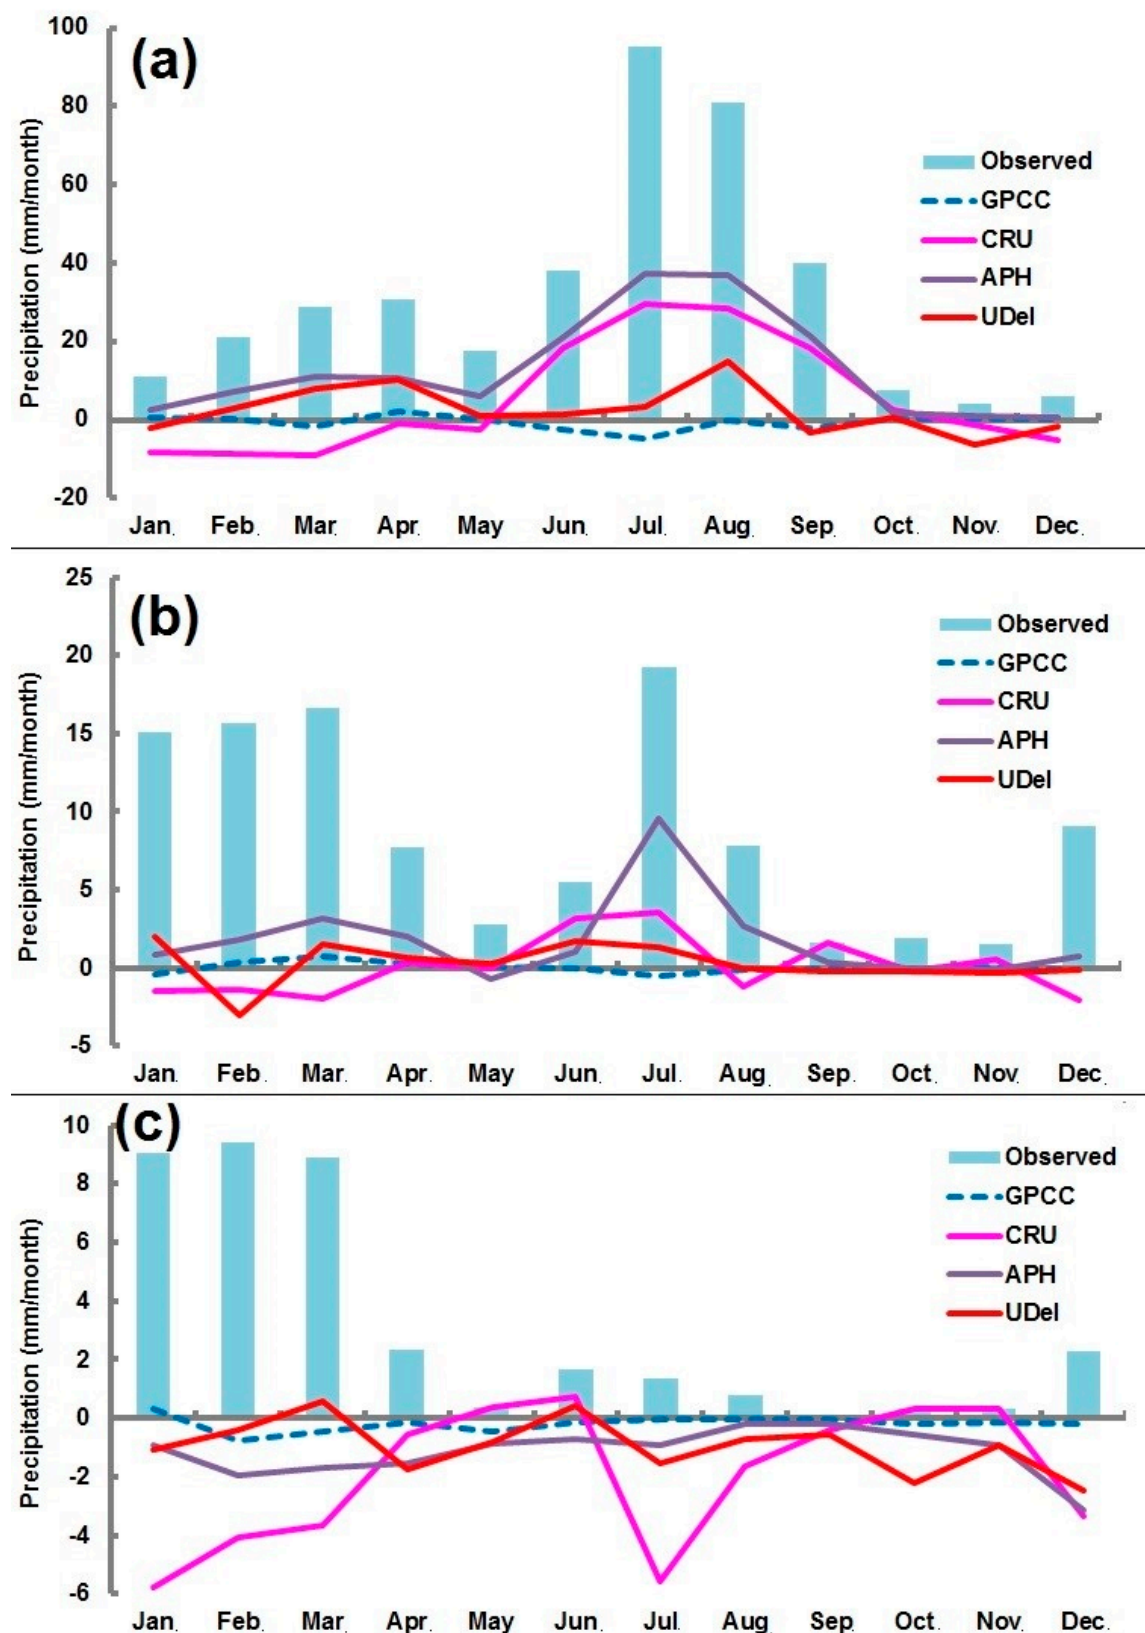 (a)
Precipitation (mm/month)
100
80
60
40
20
0
-20
Observed
GPCC
CRU
APH
UDel
Jan. Feb. Mar. Apr. May Jun. Jul. Aug. Sep. Oct. Nov. Dec.
(b)
Precipitation (mm/month)
25
20
15
10
5
0
-5
Observed
GPCC
CRU
APH
UDel
Jan. Feb. Mar. Apr. May Jun. Jul. Aug. Sep. Oct. Nov. Dec.
(c)
Precipitation (mm/month)
10
8
6
4
2
0
-2
-4
-6
Observed
GPCC
CRU
APH
UDel
Jan. Feb. Mar. Apr. May Jun. Jul. Aug. Sep. Oct. Nov. Dec.